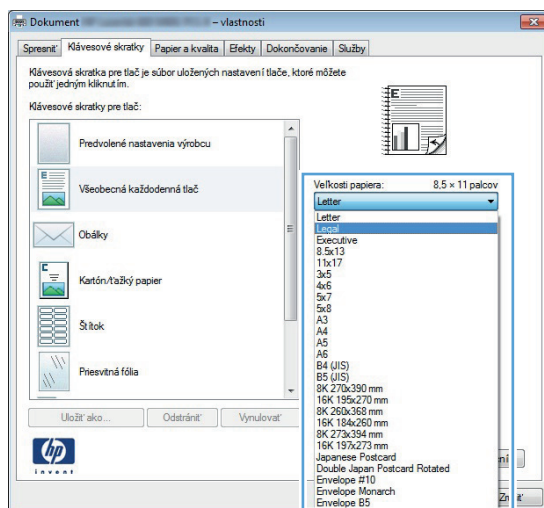 Dokument
– vlastnosti
Spresniť Klávesové skratky Papier a kvalita Efekty Dokončovanie Služby
Klávesová skratka pre tlač je súbor uložených nastavení tlače, ktoré môžete
použiť jedným kliknutím.
Klávesové skratky pre tlač:
Predvolené nastavenia výrobcu
Všeobecná každodenná tlač
Obálky
Kartón/ťažký papier
Štítok
Priesvitná fólia
Uložiť ako... Odstrániť Vynulovať
hp
invent
E
Veľkosti papiera: 8,5 × 11 palcov
Letter
Letter
Legal
Executive
8.5x13
11x17
3x5
4x6
5x7
5x8
A3
A4
A5
A6
B4 (JIS)
B5 (JIS)
8K 270x390 mm
16K 195x270 mm
8K 260x368 mm
16K 184x260 mm
8K 273x394 mm
16K 197x273 mm
Japanese Postcard
Double Japan Postcard Rotated
Envelope #10
Envelope Monarch
Envelope B5